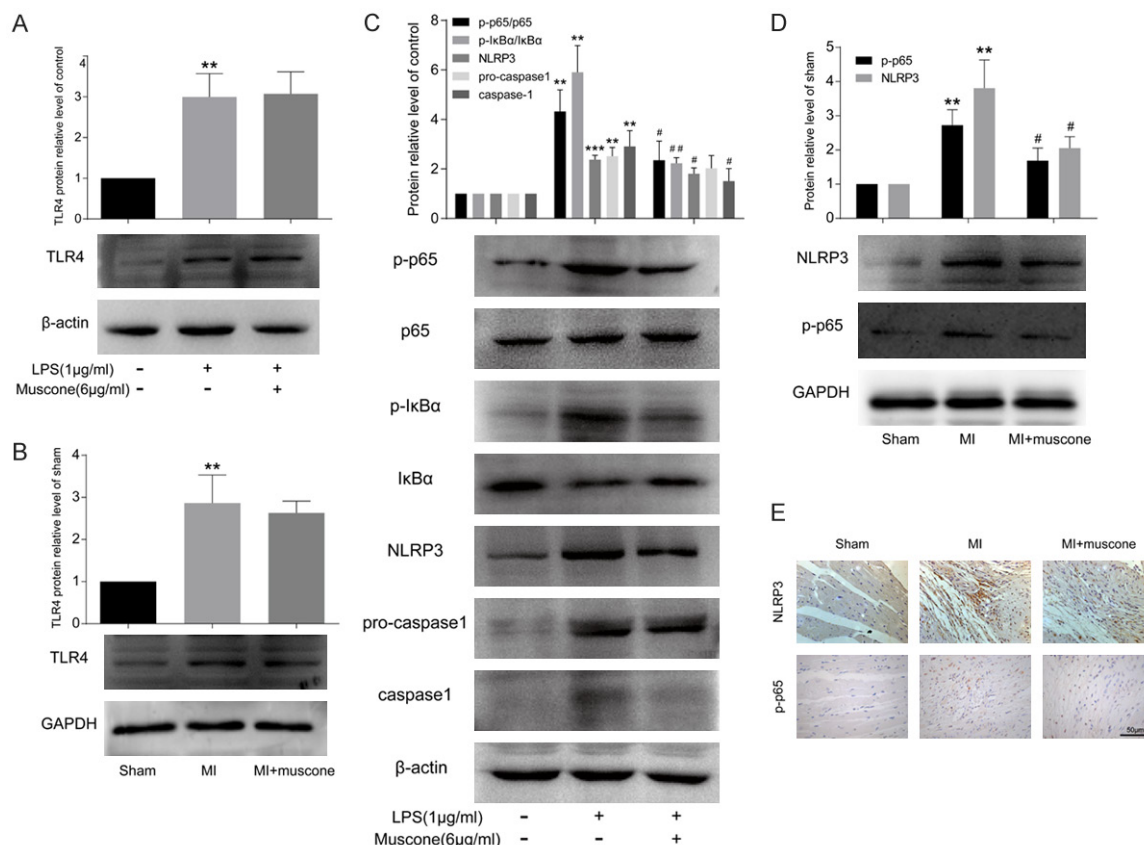 A
TLR4 protein relative level of control
4
3
2
1
0
**
TLR4
β-actin
LPS(1μg/ml) - + +
Muscone(6μg/ml) - - +
B
TLR4 protein relative level of sham
4
3
2
1
0
**
TLR4
GAPDH
Sham MI MI+muscone
C
Protein relative level of control
8
6
4
2
0
p-p65/p65
p-IκBα/IκBα
NLRP3
pro-caspase1
caspase-1
** ** *** ** ** # ## # #
p-p65
p65
p-IκBα
IκBα
NLRP3
pro-caspase1
caspase1
β-actin
LPS(1μg/ml) - + +
Muscone(6μg/ml) - - +
D
Protein relative level of sham
5
4
3
2
1
0
p-p65
NLRP3
** ** # #
NLRP3
p-p65
GAPDH
Sham MI MI+muscone
E
Sham MI MI+muscone
NLRP3
p-p65
50μm